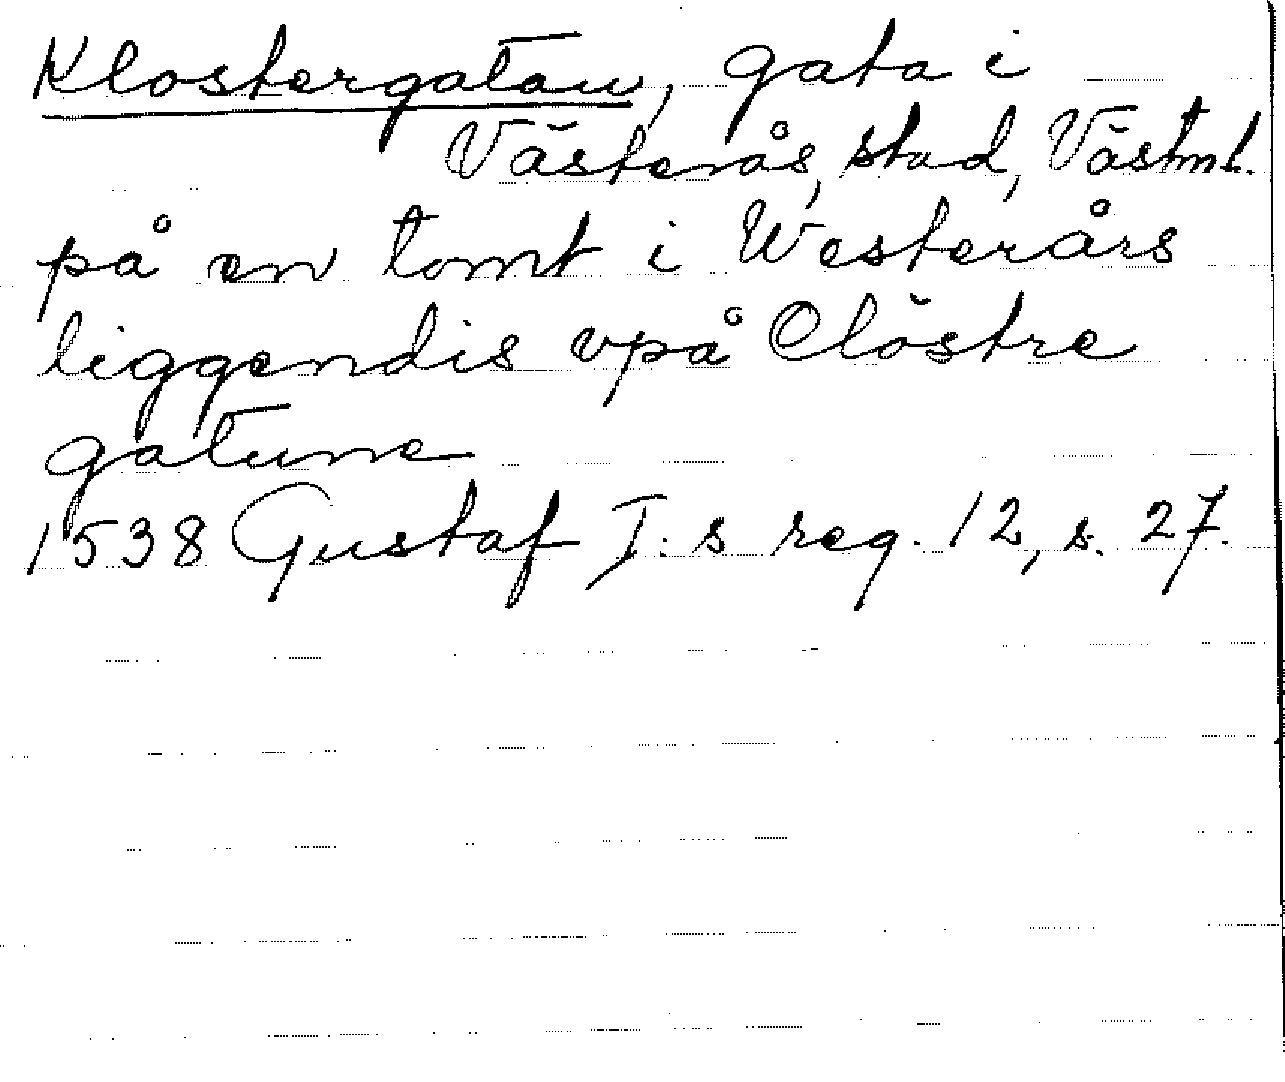 Klostergatan, gata i
Västerås, stad, Västml.
på en tomt i Westerårs
liggendis vpå Clöstre
gatune
1538 Gustaf I:s reg. 12, s. 27.